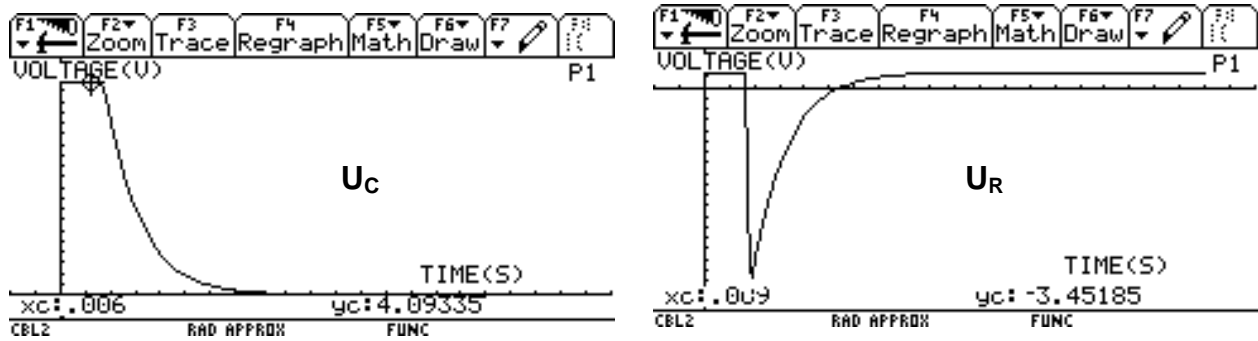 F1 F2 F3 F4 F5 F6 F7
Zoom Trace Regraph Math Draw
VOLTAGE(V)
P1
U_C
TIME(S)
xc:.006 yc:4.09335
CBL2 RAD APPROX FUNC
F1 F2 F3 F4 F5 F6 F7
Zoom Trace Regraph Math Draw
VOLTAGE(V)
P1
U_R
TIME(S)
xc:.009 yc:-3.45185
CBL2 RAD APPROX FUNC